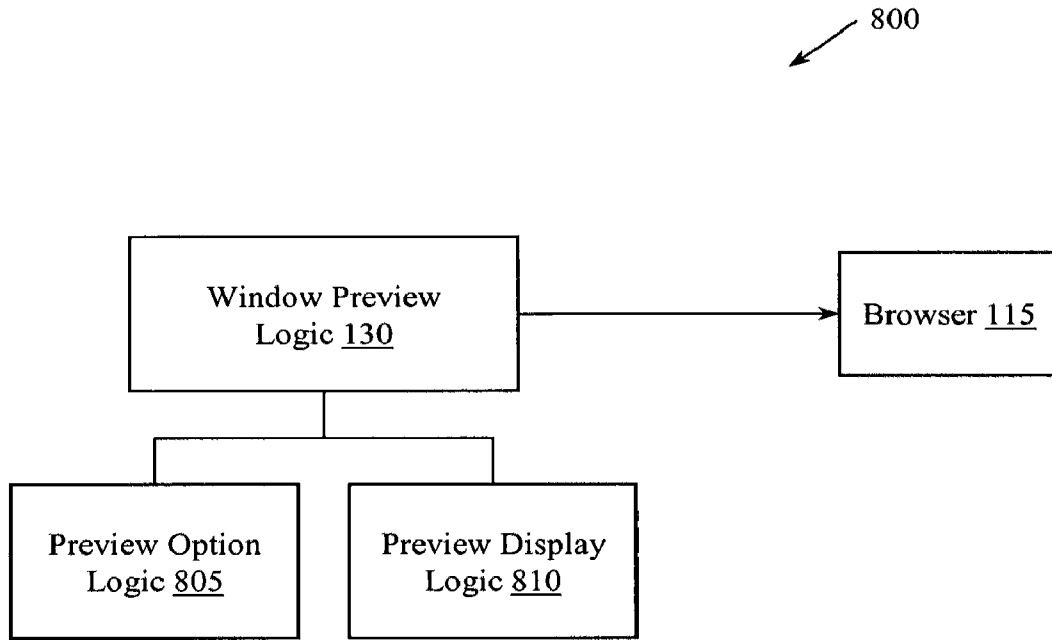 800
Window Preview
Logic 130
Browser 115
Preview Option
Logic 805
Preview Display
Logic 810